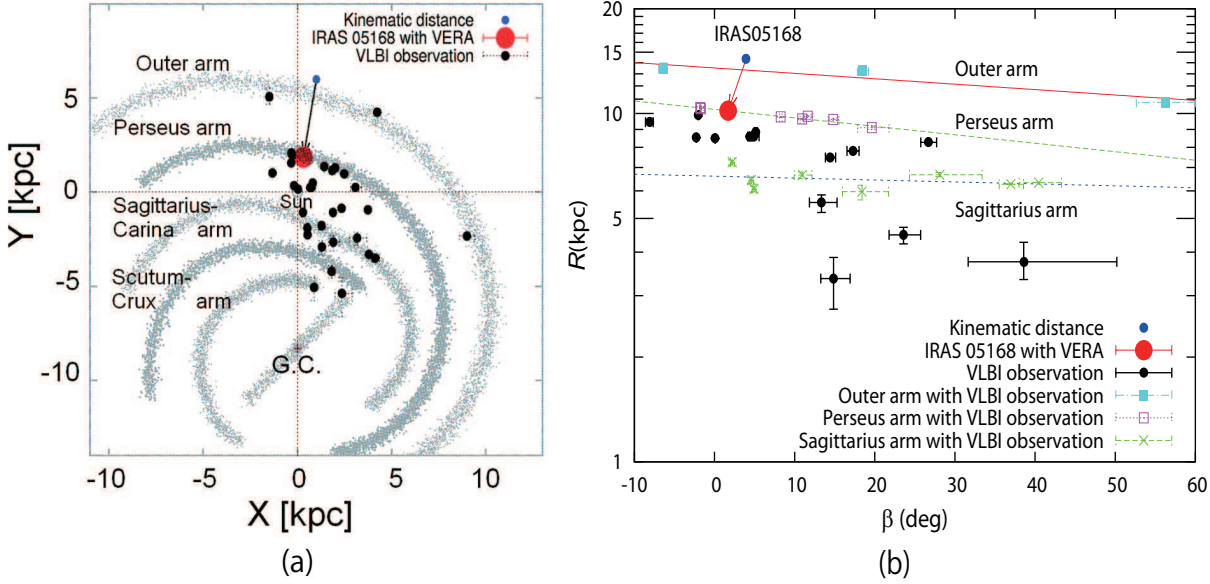 Kinematic distance
IRAS 05168 with VERA
VLBI observation
Outer arm
Perseus arm
Sun
Sagittarius-
Carina arm
Scutum-
Crux arm
G.C.
5
0
-5
-10
Y [kpc]
-10 -5 0 5 10
X [kpc]
(a)
20
15
10
5
1
R(kpc)
IRAS05168
Outer arm
Perseus arm
Sagittarius arm
Kinematic distance
IRAS 05168 with VERA
VLBI observation
Outer arm with VLBI observation
Perseus arm with VLBI observation
Sagittarius arm with VLBI observation
-10 0 10 20 30 40 50 60
β (deg)
(b)